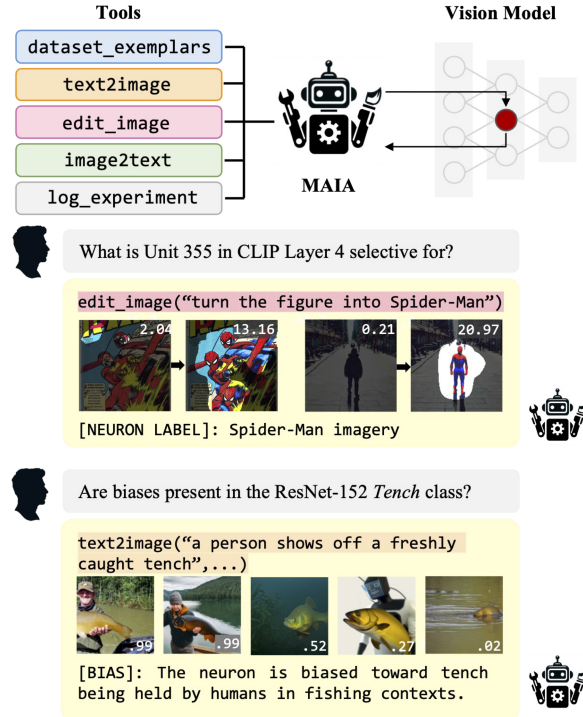 Tools
Vision Model
dataset_exemplars
text2image
edit_image
image2text
log_experiment
MAIA
What is Unit 355 in CLIP Layer 4 selective for?
edit_image(“turn the figure into Spider-Man”)
2.04
13.16
0.21
20.97
[NEURON LABEL]: Spider-Man imagery
Are biases present in the ResNet-152 Tench class?
text2image(“a person shows off a freshly
caught tench”,...)
.99
.99
.52
.27
.02
[BIAS]: The neuron is biased toward tench
being held by humans in fishing contexts.